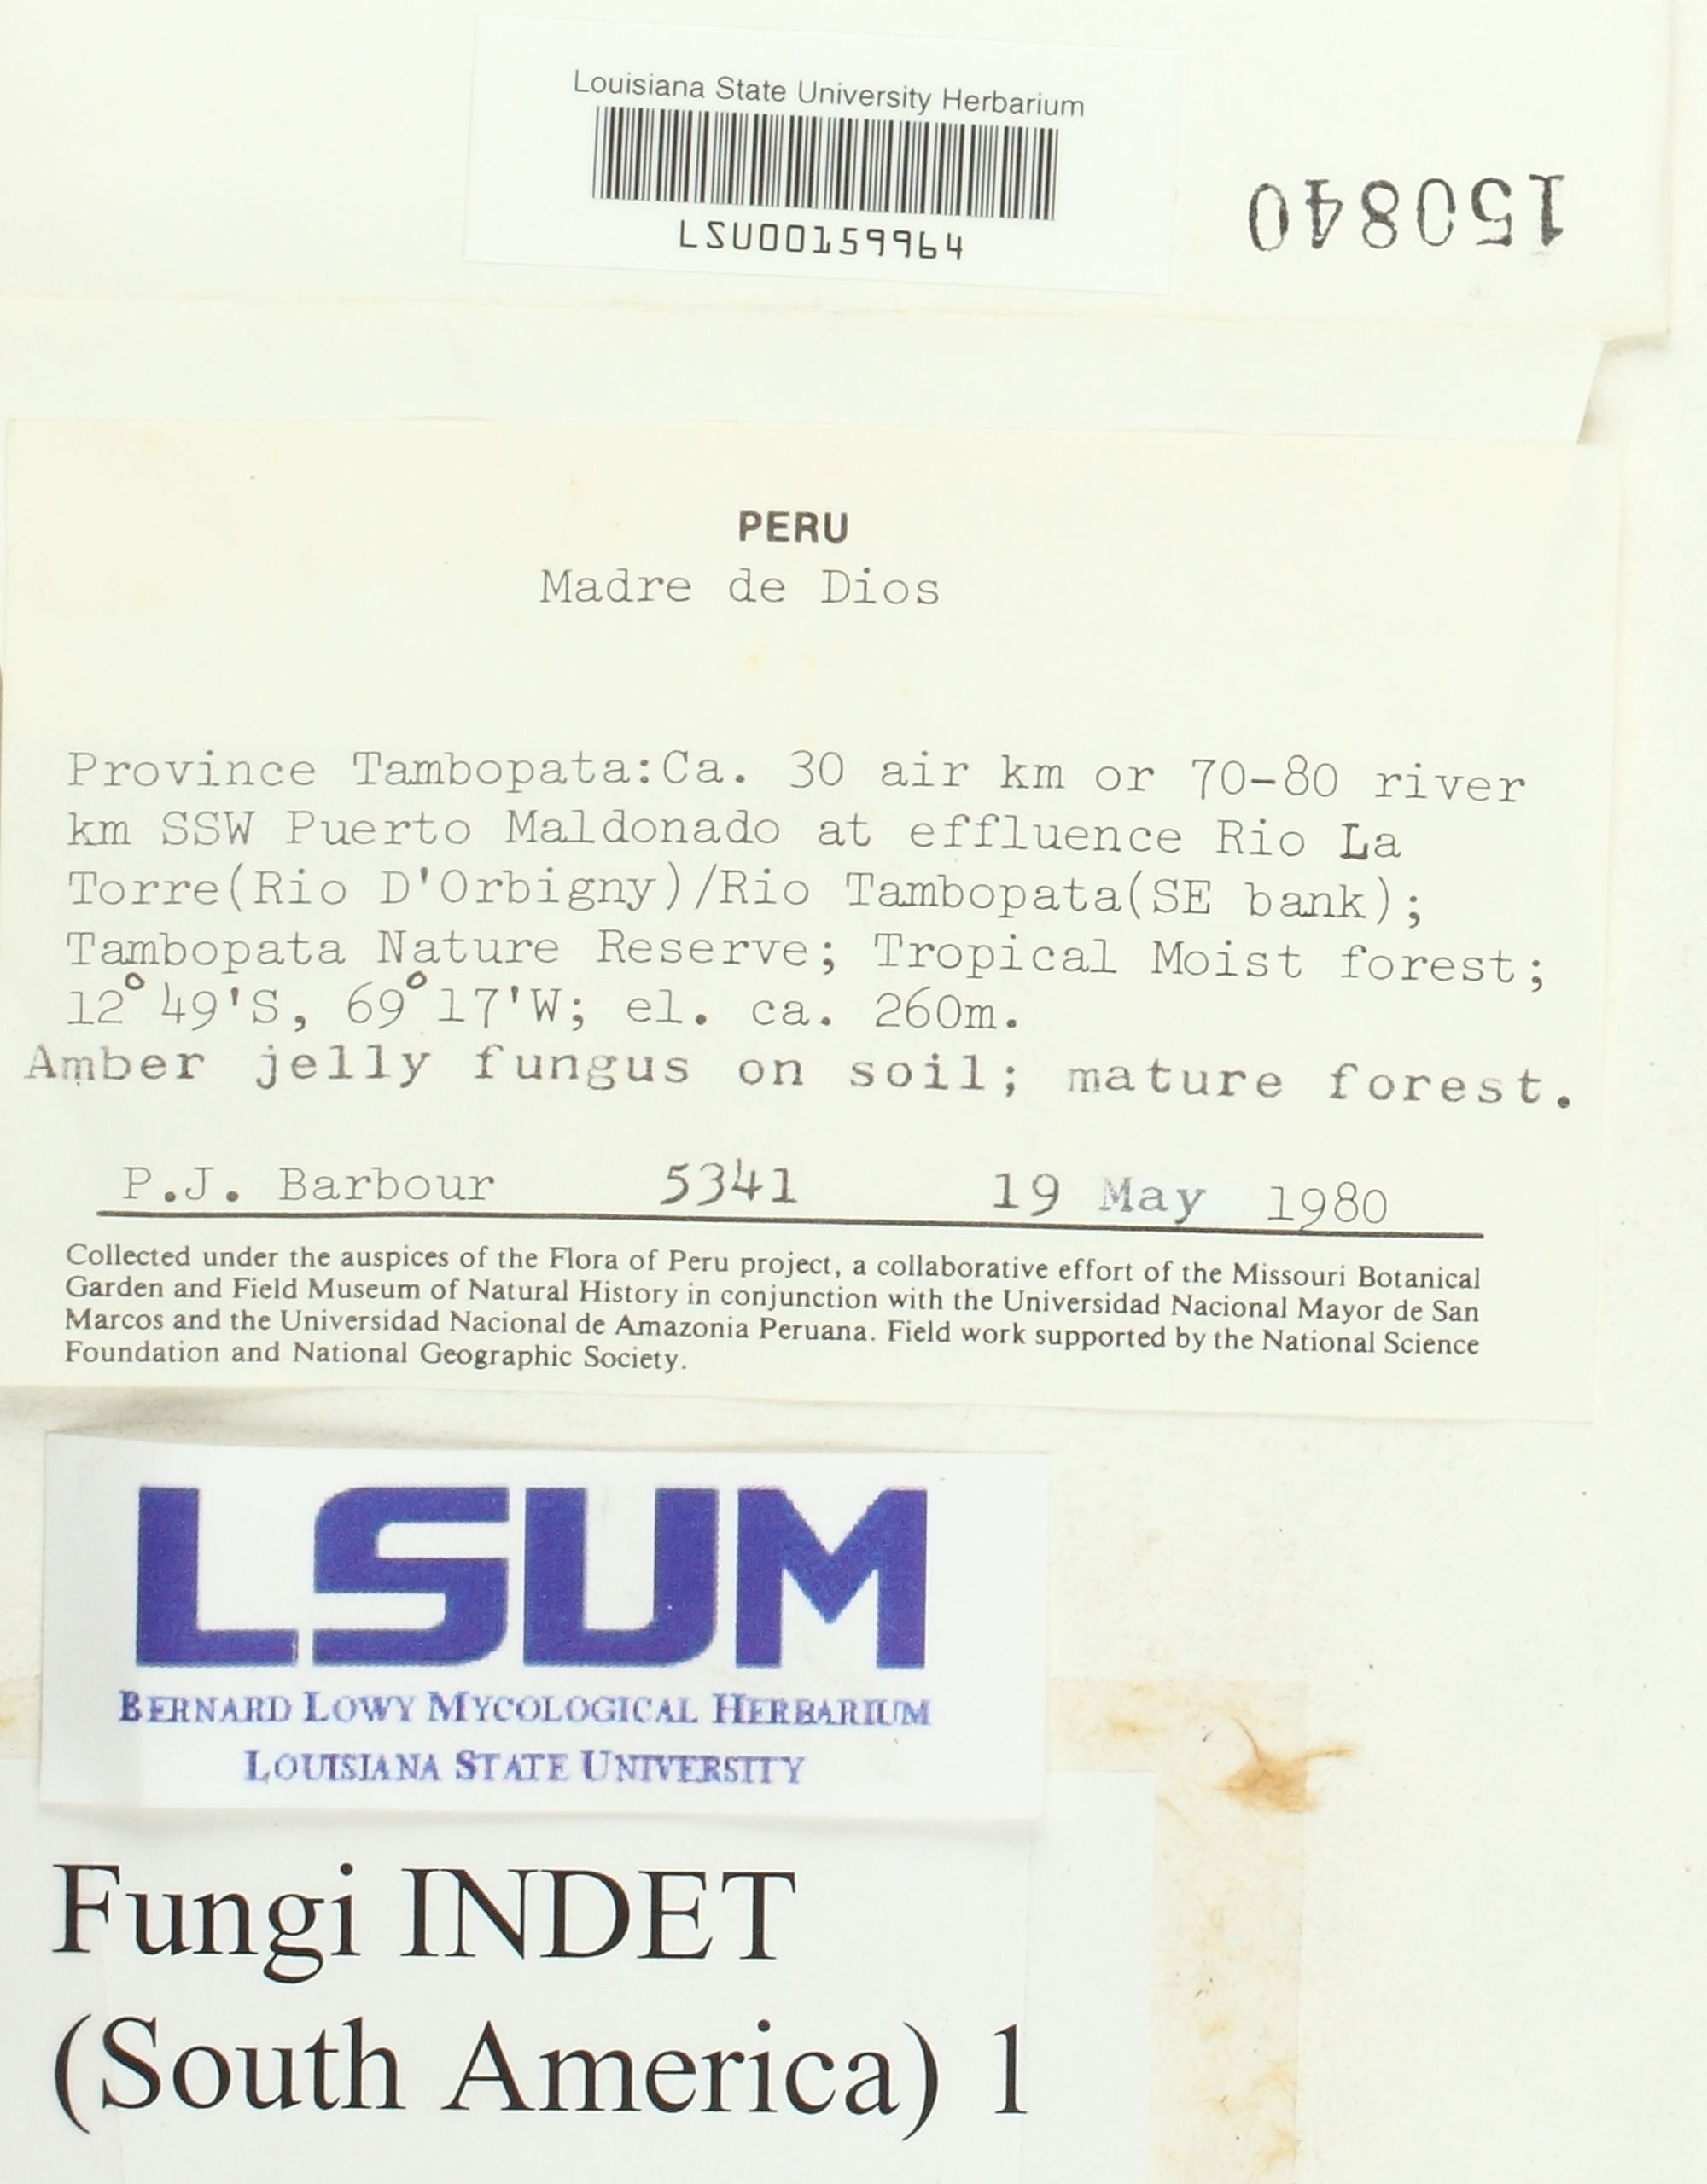 Louisiana State University Herbarium
LSU00159964
150840
PERU
Madre de Dios
Province Tambopata:Ca. 30 air km or 70-80 river
km SSW Puerto Maldonado at effluence Rio La
Torre(Rio D'Orbigny)/Rio Tambopata(SE bank);
Tambopata Nature Reserve; Tropical Moist forest;
12°49'S, 69°17'W; el. ca. 260m.
Amber jelly fungus on soil; mature forest.
P.J. Barbour 5341 19 May 1980
Collected under the auspices of the Flora of Peru project, a collaborative effort of the Missouri Botanical
Garden and Field Museum of Natural History in conjunction with the Universidad Nacional Mayor de San
Marcos and the Universidad Nacional de Amazonia Peruana. Field work supported by the National Science
Foundation and National Geographic Society.
LSUM
BERNARD LOWY MYCOLOGICAL HERBARIUM
LOUISIANA STATE UNIVERSITY
Fungi INDET
(South America) 1